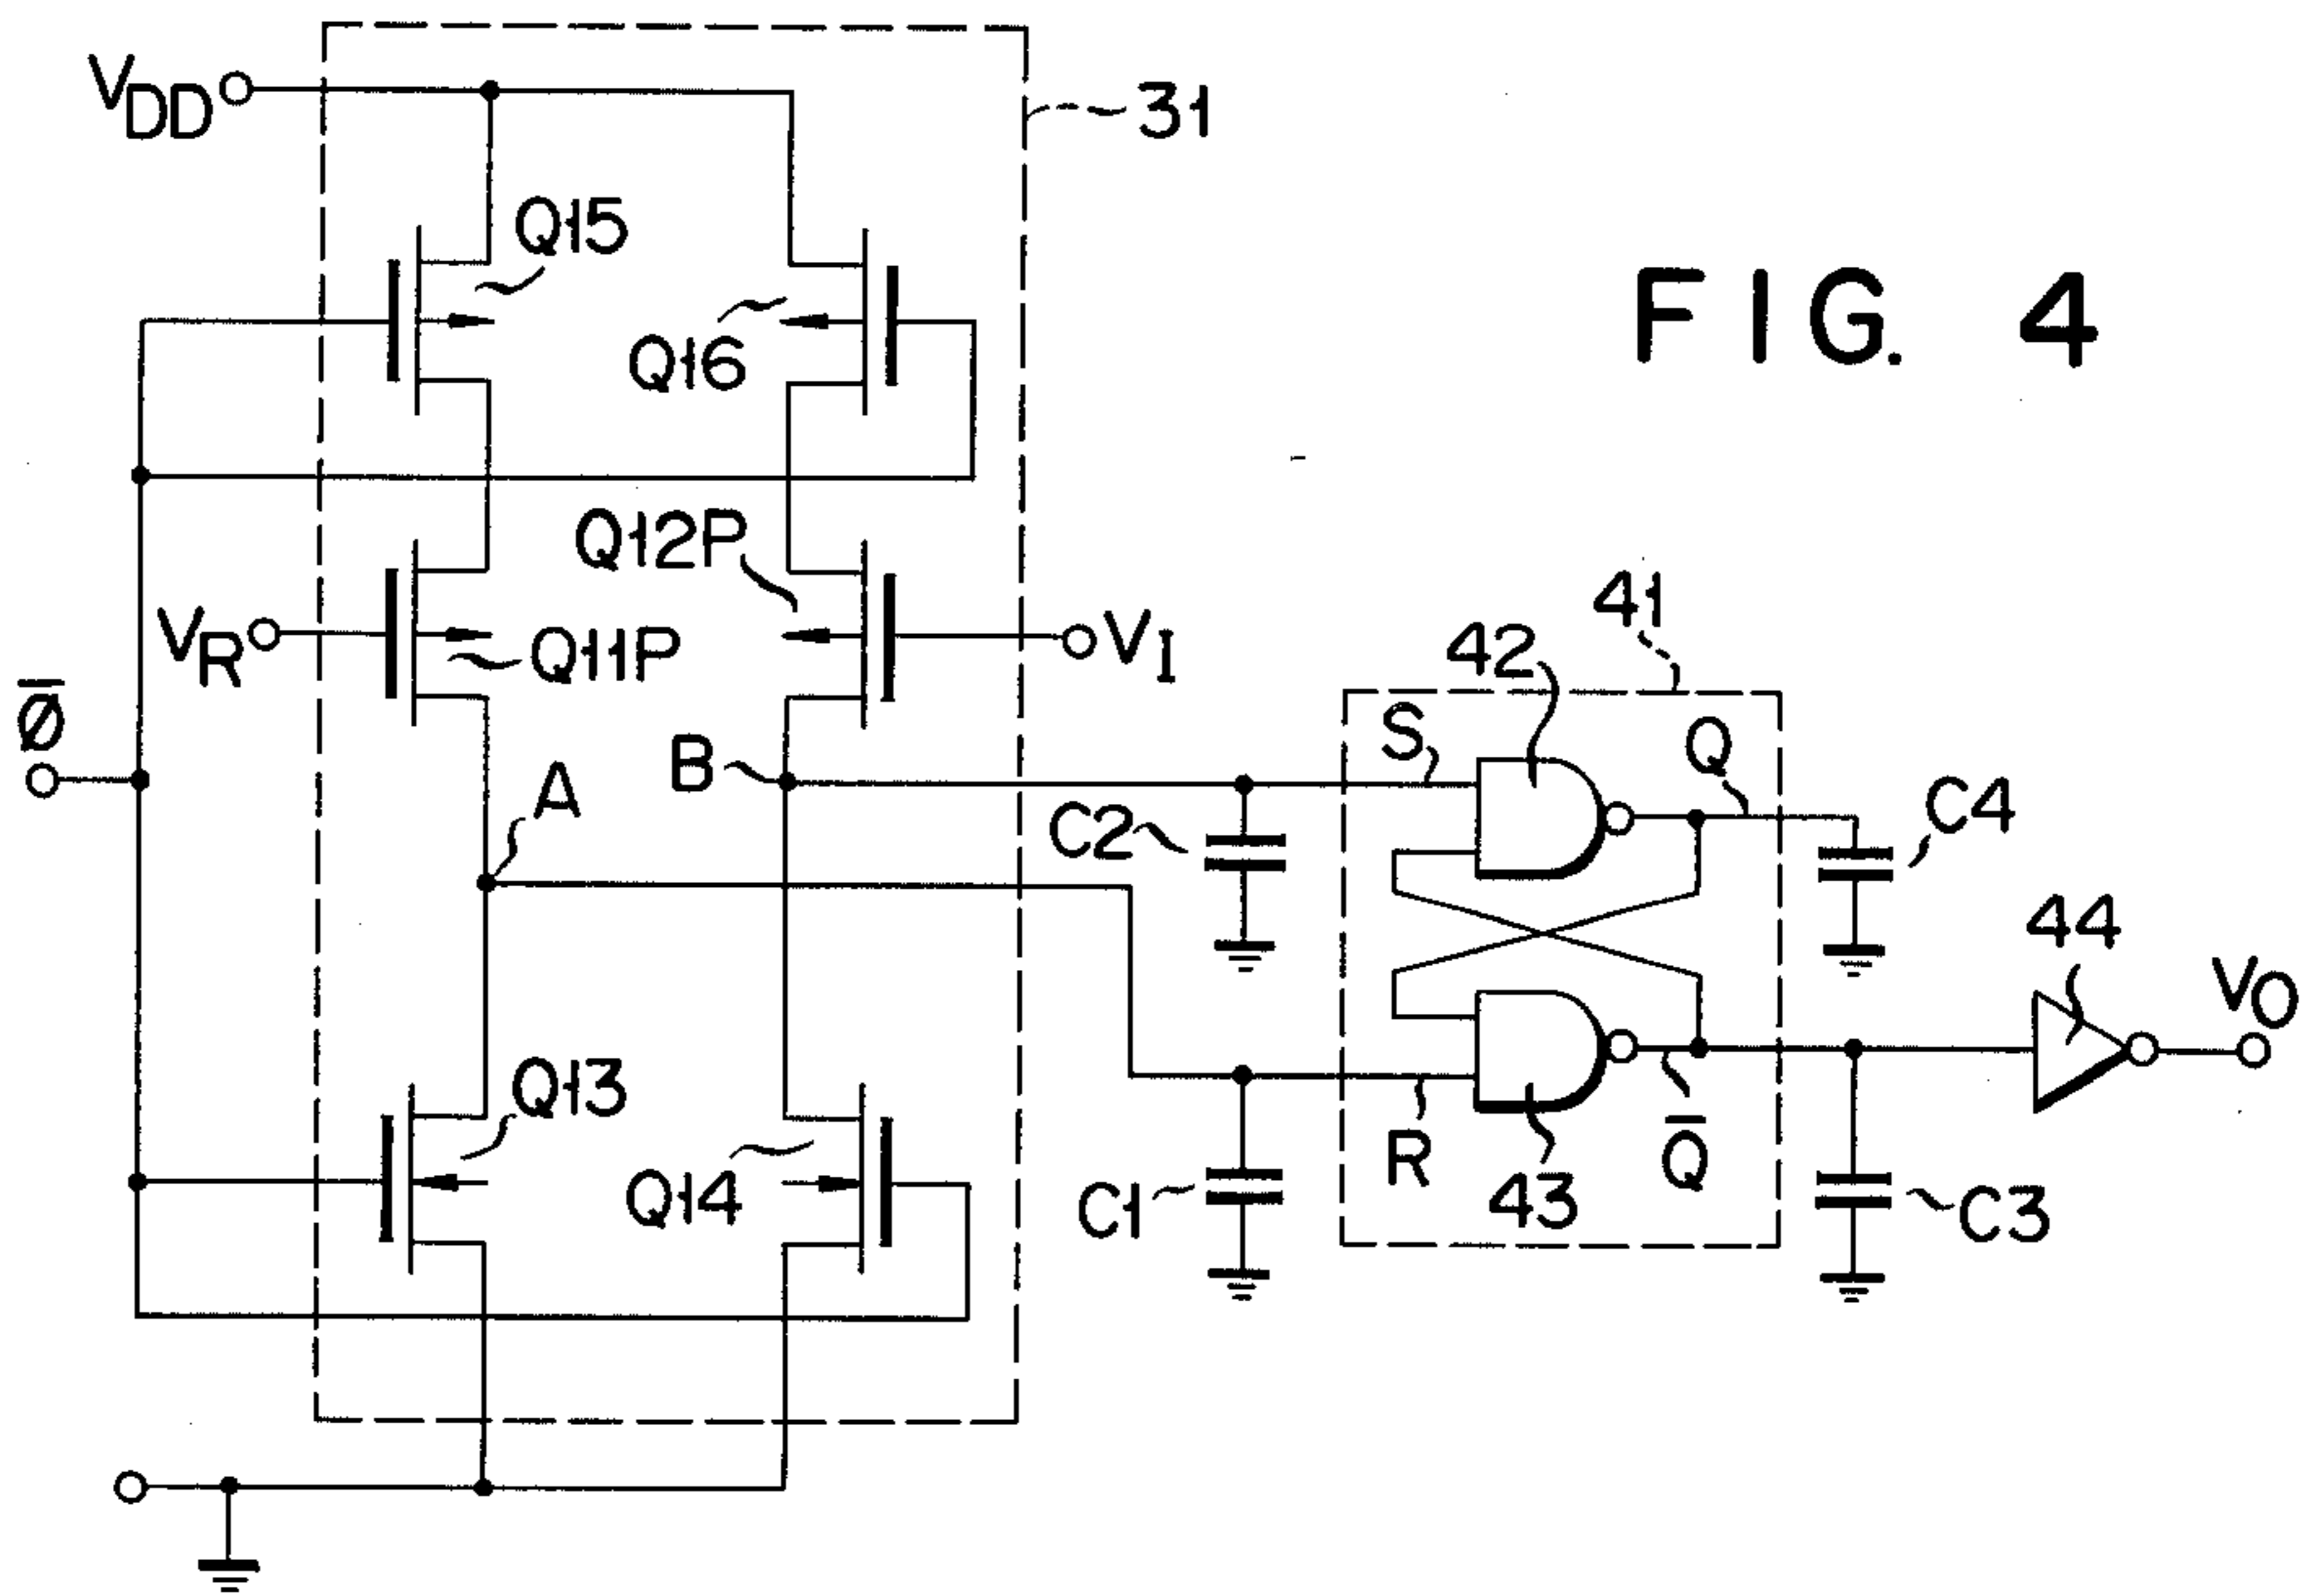 VDD
31
Q15
Q16
FIG. 4
Q12P
VR
Q11P
VI
41
42
S
Q
Ø̅
A
B
C2
C4
44
VO
Q13
Q14
C1
R
43
Q̅
C3